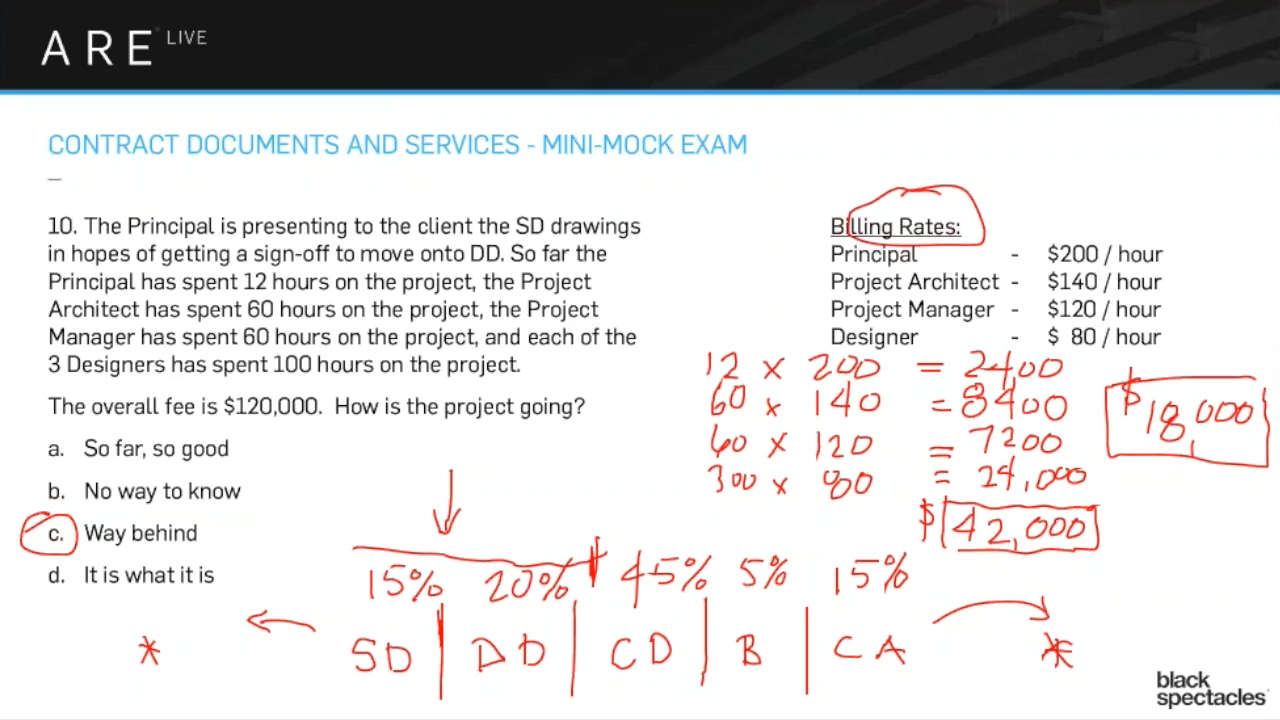 ARE LIVE
CONTRACT DOCUMENTS AND SERVICES - MINI-MOCK EXAM
10. The Principal is presenting to the client the SD drawings
in hopes of getting a sign-off to move onto DD. So far the
Principal has spent 12 hours on the project, the Project
Architect has spent 60 hours on the project, the Project
Manager has spent 60 hours on the project, and each of the
3 Designers has spent 100 hours on the project.
The overall fee is $120,000. How is the project going?
a. So far, so good
b. No way to know
c. Way behind
d. It is what it is
Billing Rates:
Principal - $200 / hour
Project Architect - $140 / hour
Project Manager - $120 / hour
Designer - $ 80 / hour
12 x 200 = 2400
60 x 140 = 8400
60 x 120 = 7200
300 x 80 = 24,000
$ 42,000
$18,000
15% 20% 45% 5% 15%
* SD DD CD B CA *
black
spectacles